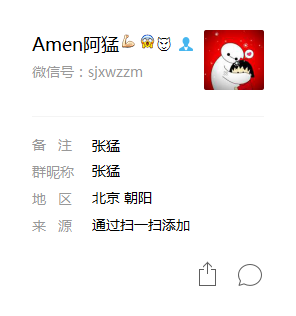 Amen阿猛💪😱😈
微信号：sjxwzzm
备 注 张猛
群昵称 张猛
地 区 北京 朝阳
来 源 通过扫一扫添加